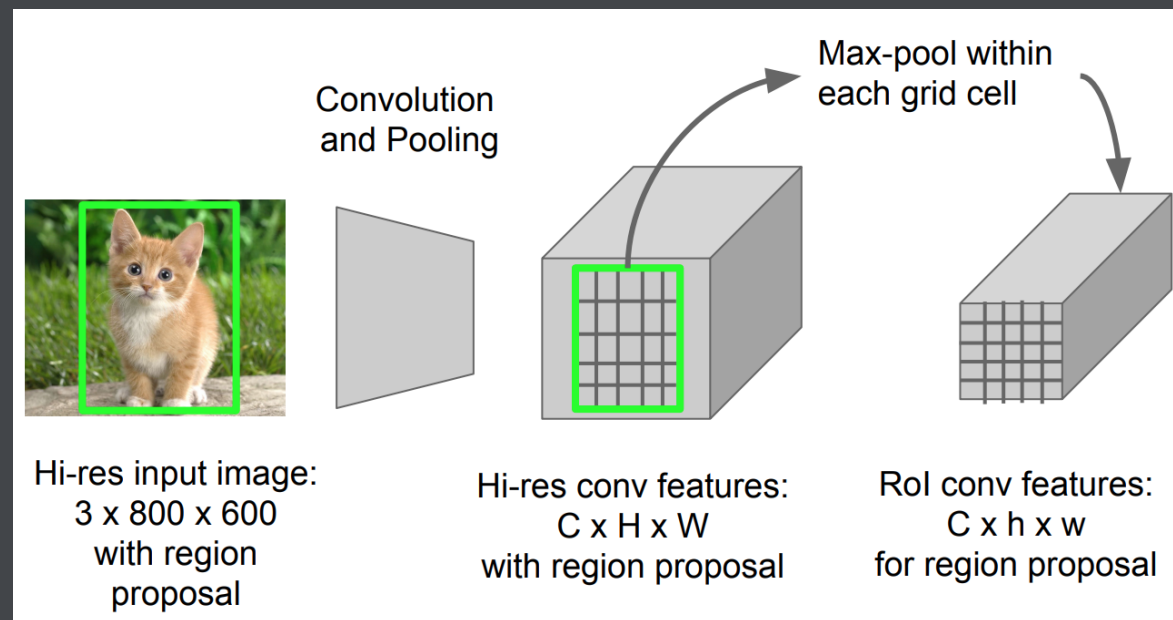 Convolution
and Pooling
Max-pool within
each grid cell
Hi-res input image:
3 x 800 x 600
with region
proposal
Hi-res conv features:
C x H x W
with region proposal
RoI conv features:
C x h x w
for region proposal